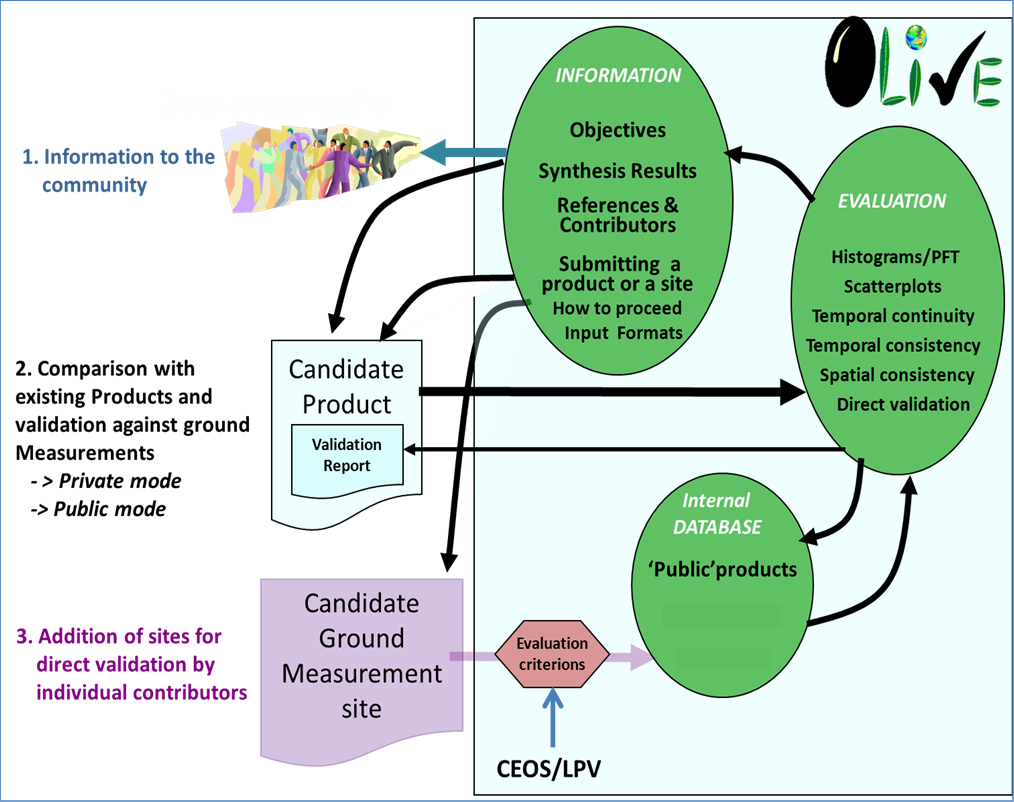 OLIVE
INFORMATION
Objectives
Synthesis Results
References &
Contributors
Submitting a
product or a site
How to proceed
Input Formats
1. Information to the
community
EVALUATION
Histograms/PFT
Scatterplots
Temporal continuity
Temporal consistency
Spatial consistency
Direct validation
2. Comparison with
existing Products and
validation against ground
Measurements
- > Private mode
-> Public mode
Candidate
Product
Validation
Report
Internal
DATABASE
‘Public’products
3. Addition of sites for
direct validation by
individual contributors
Candidate
Ground
Measurement
site
Evaluation
criterions
CEOS/LPV